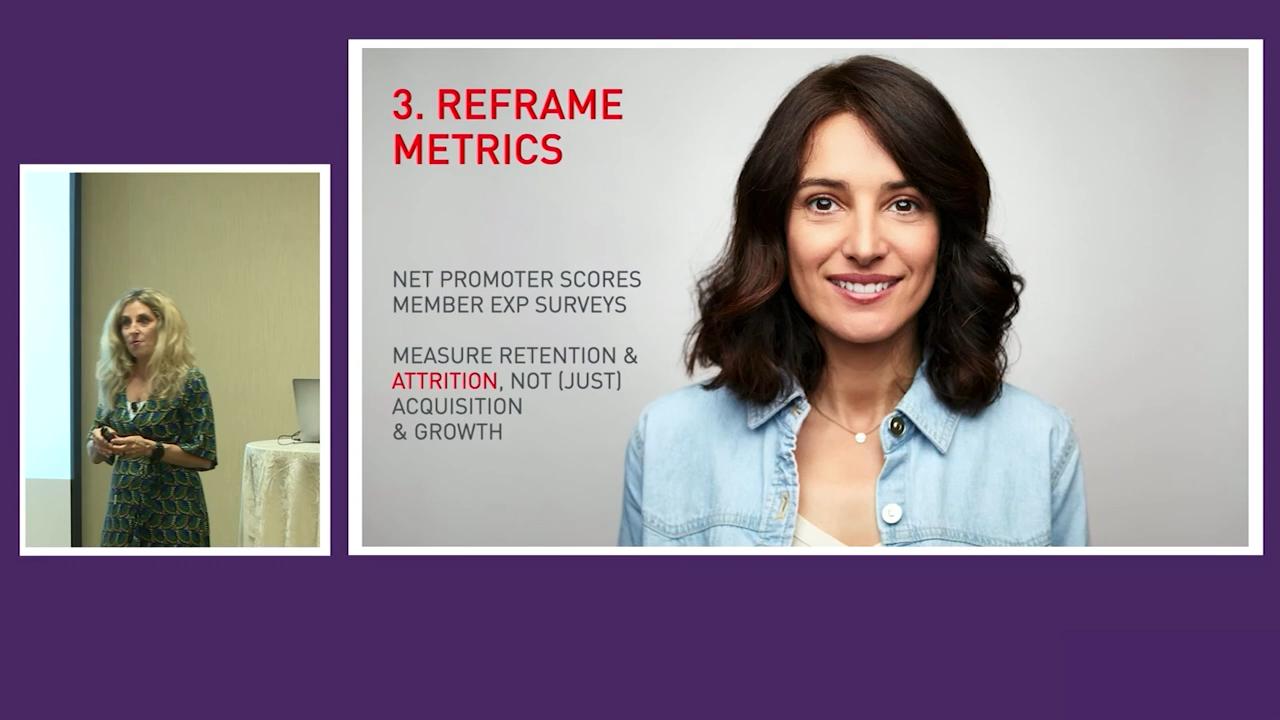 3. REFRAME
METRICS
NET PROMOTER SCORES
MEMBER EXP SURVEYS
MEASURE RETENTION &
ATTRITION, NOT (JUST)
ACQUISITION
& GROWTH